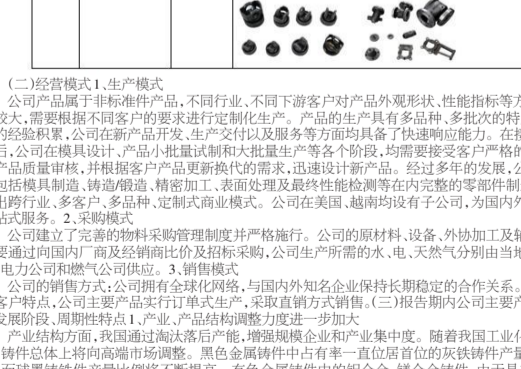 (二)经营模式1、生产模式
公司产品属于非标准件产品,不同行业、不同下游客户对产品外观形状、性能指标等方
较大,需要根据不同客户的要求进行定制化生产。产品的生产具有多品种、多批次的特
的经验积累,公司在新产品开发、生产交付以及服务等方面均具备了快速响应能力。在接
后,公司在模具设计、产品小批量试制和大批量生产等各个阶段,均需要接受客户严格的
产品质量审核,并根据客户产品更新换代的需求,迅速设计新产品。经过多年的发展,公
包括模具制造、铸造/锻造、精密加工、表面处理及最终性能检测等在内完整的零部件制
出跨行业、多客户、多品种、定制式商业模式。公司在美国、越南均设有子公司,为国内外
站式服务。2、采购模式
公司建立了完善的物料采购管理制度并严格施行。公司的原材料、设备、外协加工及辅
要通过向国内厂商及经销商比价及招标采购,公司生产所需的水、电、天然气分别由当地
电力公司和燃气公司供应。3、销售模式
公司的销售方式:公司拥有全球化网络,与国内外知名企业保持长期稳定的合作关系。
客户特点,公司主要产品实行订单式生产,采取直销方式销售。(三)报告期内公司主要产
发展阶段、周期性特点1、产业、产品结构调整力度进一步加大
产业结构方面,我国通过淘汰落后产能,增强规模企业和产业集中度。随着我国工业化
铸件总体上将向高端市场调整。黑色金属铸件中占有率一直位居首位的灰铁铸件产量